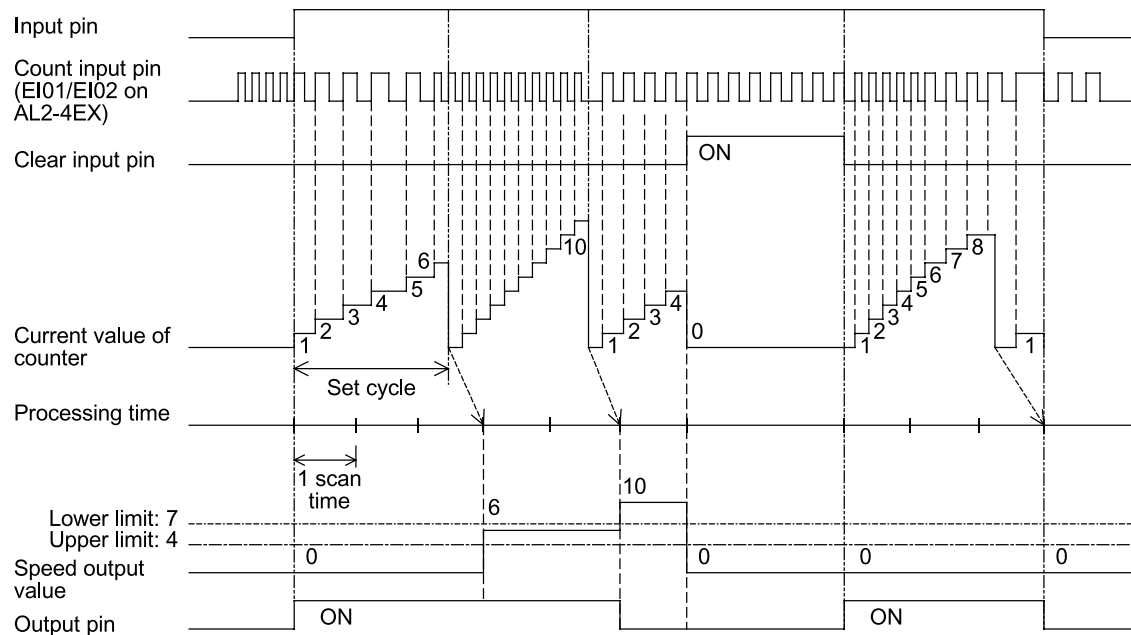 Input pin
Count input pin
(EI01/EI02 on
AL2-4EX)
Clear input pin
ON
6
10
8
7
6
5
4
3
2
1
5
4
3
2
1
4
3
2
1
0
1
Current value of
counter
Set cycle
Processing time
1 scan
time
10
6
Lower limit: 7
Upper limit: 4
0
0
0
0
Speed output
value
Output pin
ON
ON